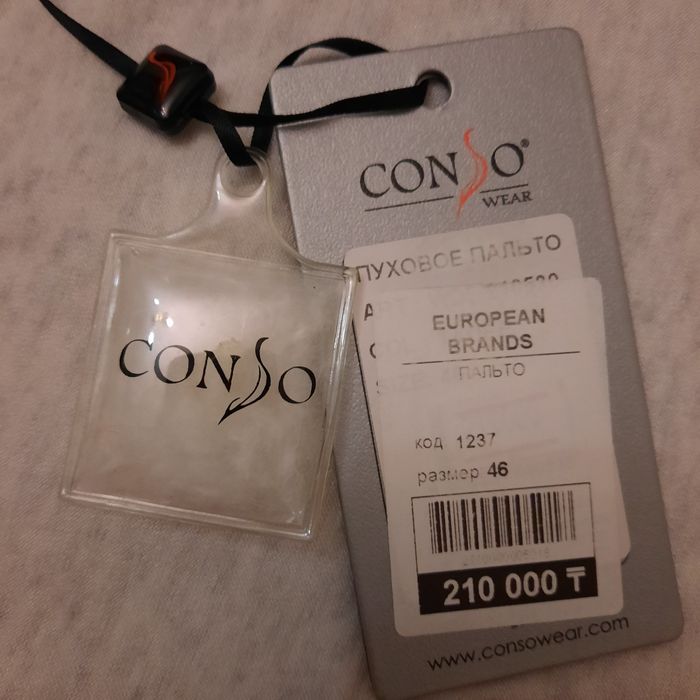 CONSO®
WEAR
ПУХОВОЕ ПАЛЬТО
EUROPEAN
BRANDS
ПАЛЬТО
код 1237
размер 46
210 000 ₸
www.consowear.com
CONSO